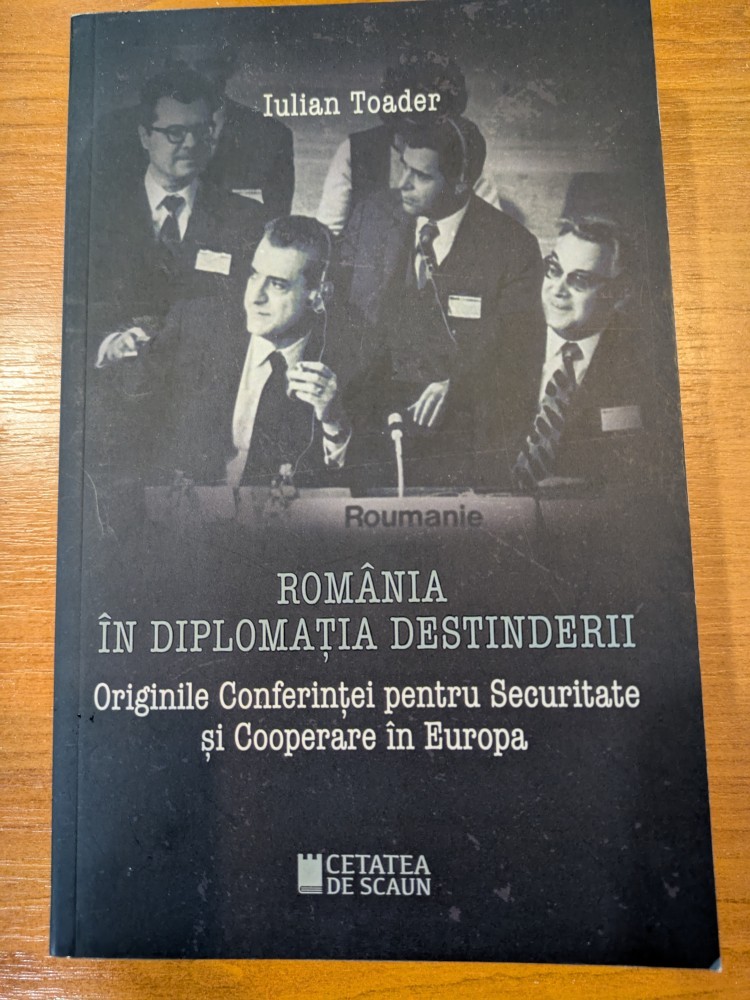 Iulian Toader
Roumanie
ROMÂNIA
ÎN DIPLOMAȚIA DESTINDERII
Originile Conferinței pentru Securitate
și Cooperare în Europa
CETATEA
DE SCAUN